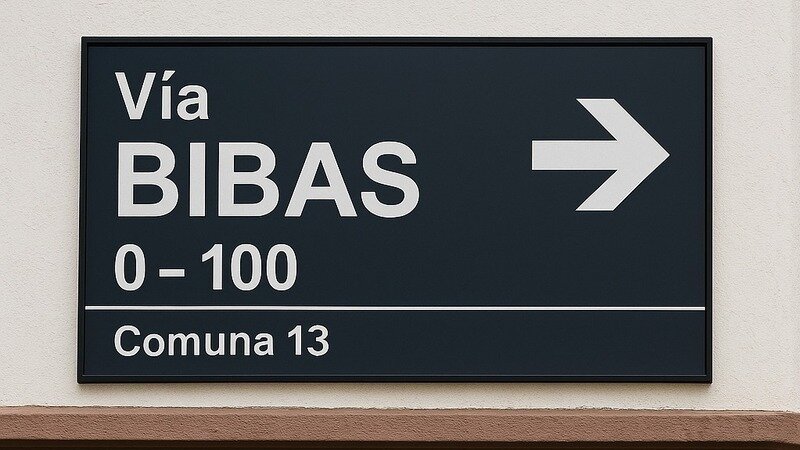 Vía
BIBAS
0 – 100
Comuna 13